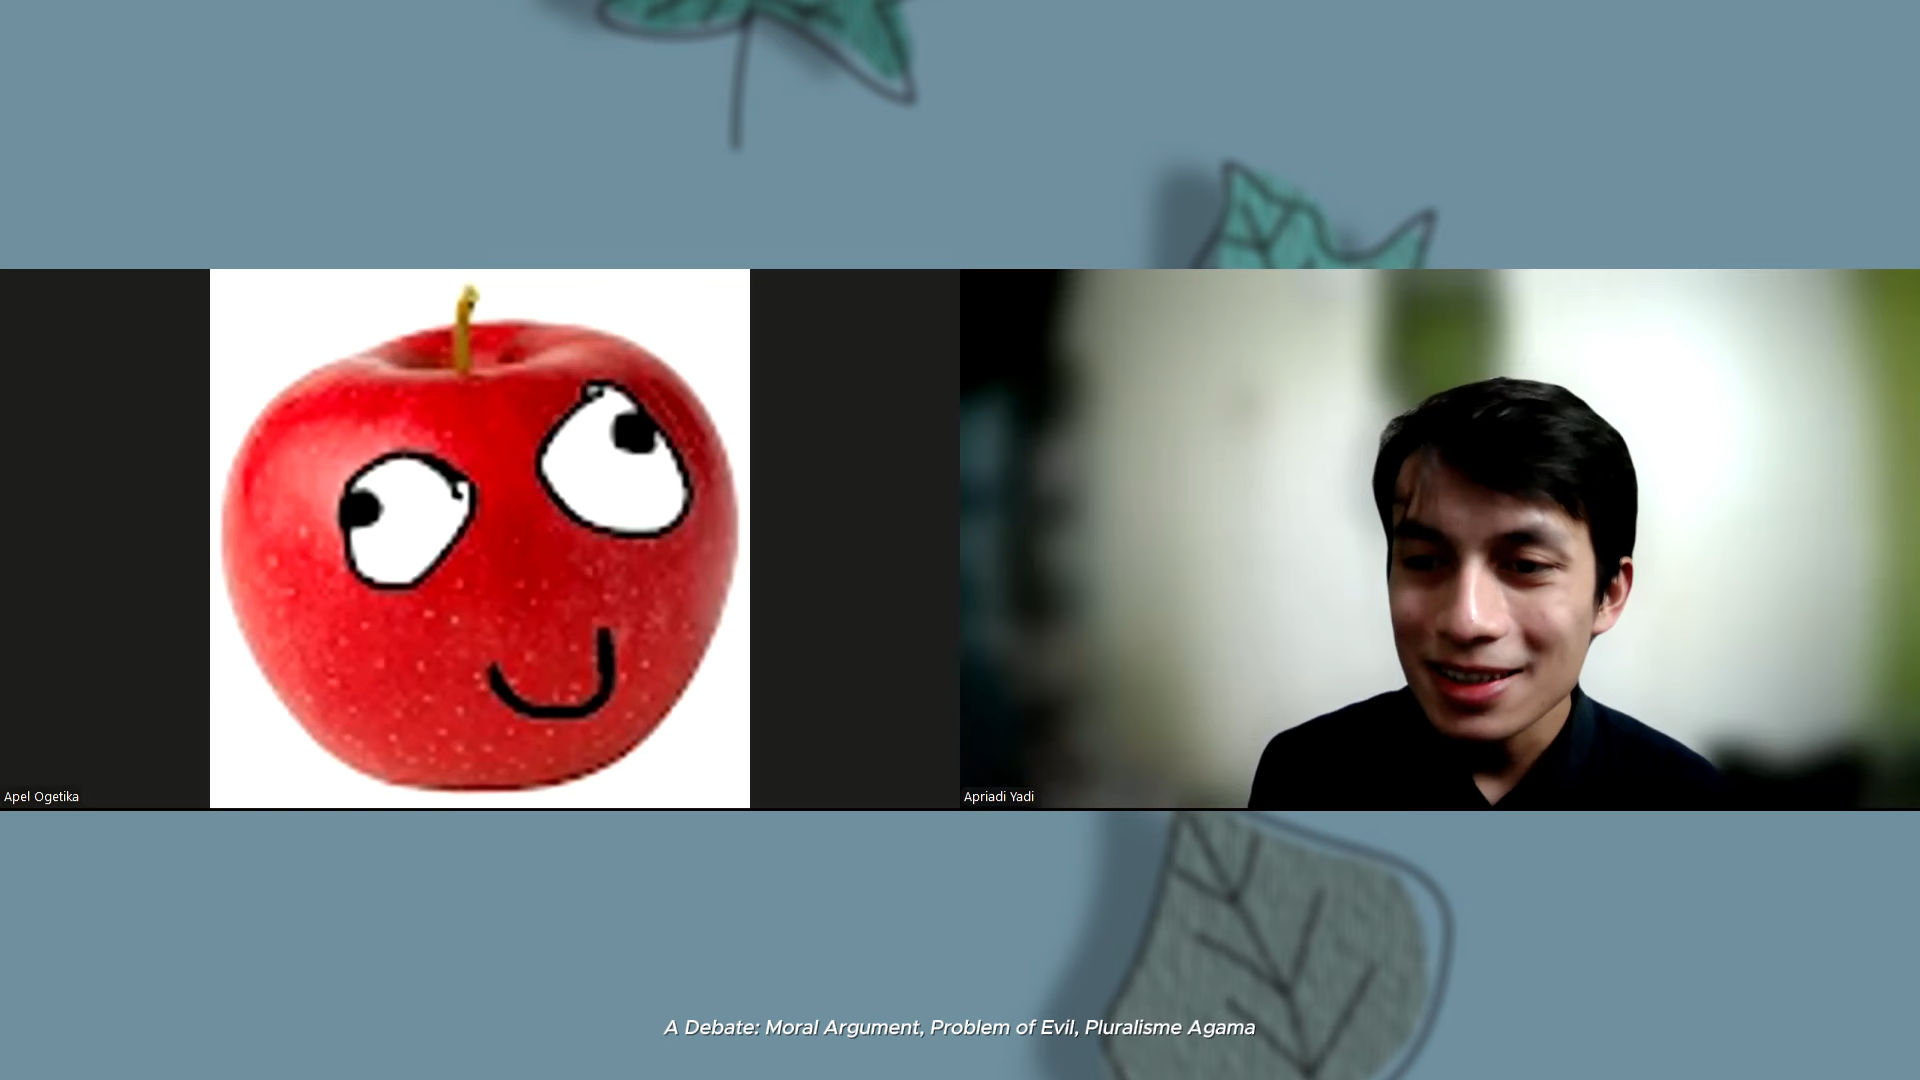 Apel Ogetika
Apriadi Yadi
A Debate: Moral Argument, Problem of Evil, Pluralisme Agama